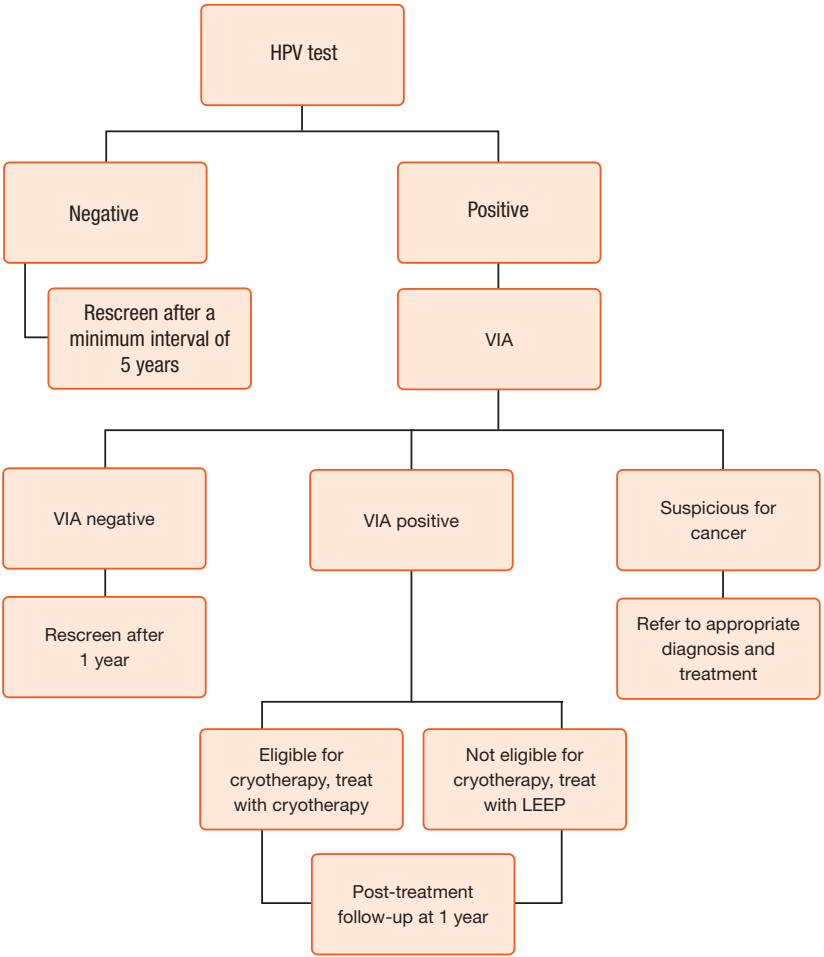 HPV test
Negative
Positive
Rescreen after a
minimum interval of
5 years
VIA
VIA negative
VIA positive
Suspicious for
cancer
Rescreen after
1 year
Refer to appropriate
diagnosis and
treatment
Eligible for
cryotherapy, treat
with cryotherapy
Not eligible for
cryotherapy, treat
with LEEP
Post-treatment
follow-up at 1 year